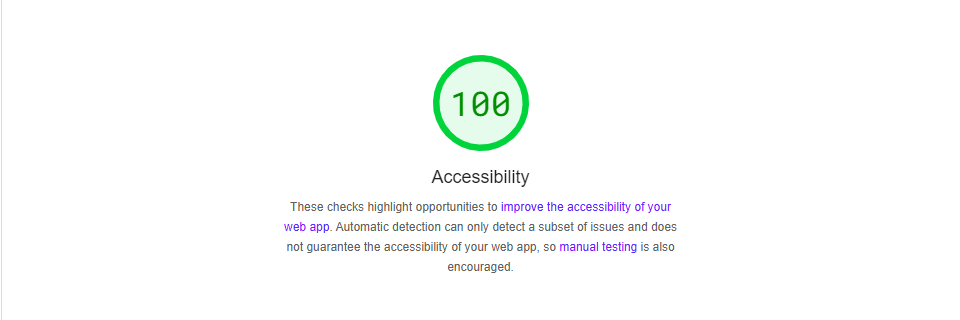 100
Accessibility
These checks highlight opportunities to improve the accessibility of your
web app. Automatic detection can only detect a subset of issues and does
not guarantee the accessibility of your web app, so manual testing is also
encouraged.